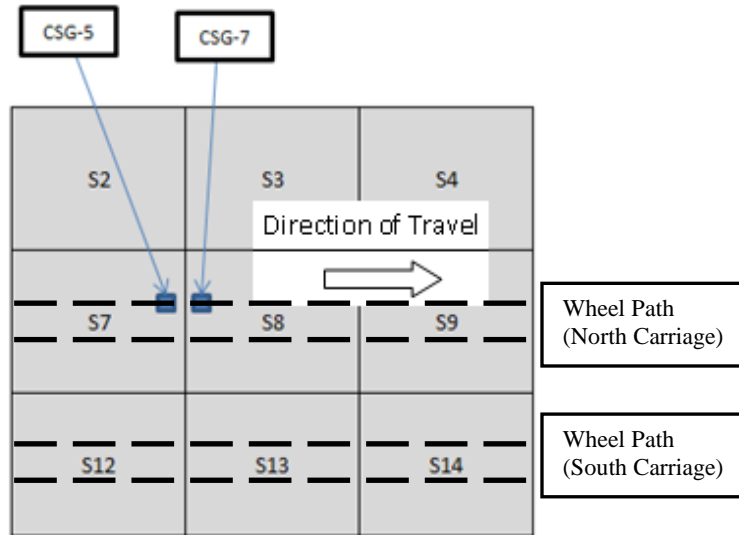 CSG-5
CSG-7
S2
S3
S4
Direction of Travel
S7
S8
S9
Wheel Path
(North Carriage)
S12
S13
S14
Wheel Path
(South Carriage)